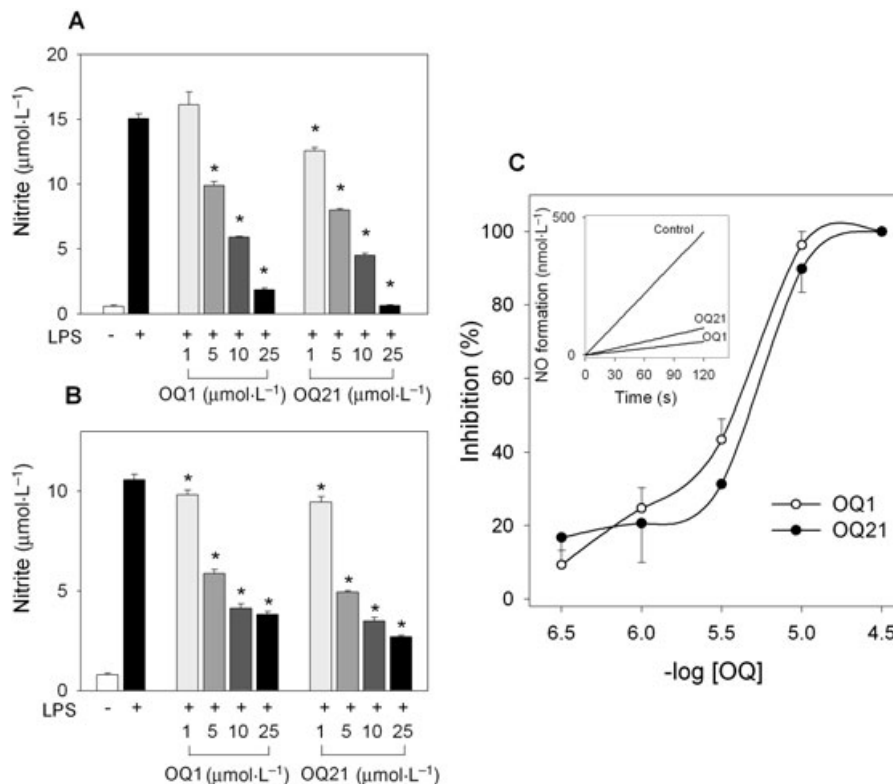 A
20
15
10
5
0
Nitrite (μmol·L⁻¹)
* * * * * * *
LPS - + + + + + + + + +
1 5 10 25 1 5 10 25
OQ1 (μmol·L⁻¹) OQ21 (μmol·L⁻¹)
B
10
5
0
Nitrite (μmol·L⁻¹)
* * * * * * * *
LPS - + + + + + + + + +
1 5 10 25 1 5 10 25
OQ1 (μmol·L⁻¹) OQ21 (μmol·L⁻¹)
C
100
80
60
40
20
0
Inhibition (%)
6.5 6.0 5.5 5.0 4.5
-log [OQ]
OQ1
OQ21
500
0
NO formation (nmol·L⁻¹)
Control
OQ21
OQ1
0 30 60 90 120
Time (s)